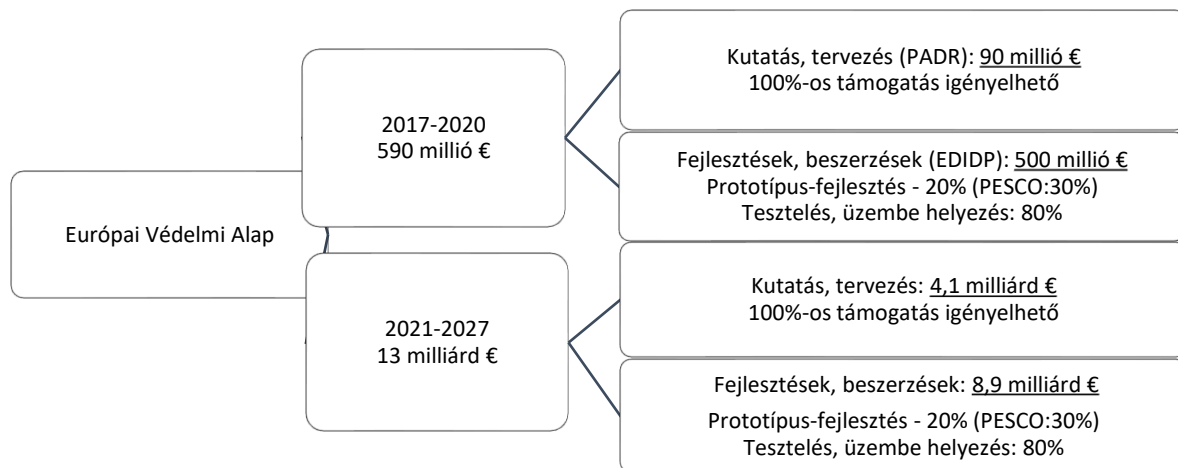 Európai Védelmi Alap
2017-2020
590 millió €
Kutatás, tervezés (PADR): 90 millió €
100%-os támogatás igényelhető
Fejlesztések, beszerzések (EDIDP): 500 millió €
Prototípus-fejlesztés - 20% (PESCO:30%)
Tesztelés, üzembe helyezés: 80%
2021-2027
13 milliárd €
Kutatás, tervezés: 4,1 milliárd €
100%-os támogatás igényelhető
Fejlesztések, beszerzések: 8,9 milliárd €
Prototípus-fejlesztés - 20% (PESCO:30%)
Tesztelés, üzembe helyezés: 80%